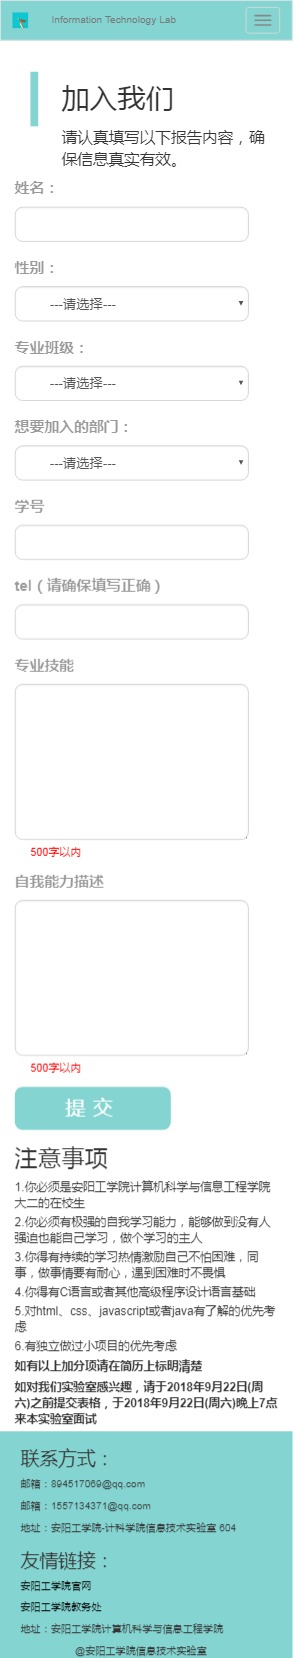 Information Technology Lab
加入我们
请认真填写以下报告内容，确
保信息真实有效。
姓名：
性别：
---请选择---
专业班级：
---请选择---
想要加入的部门：
---请选择---
学号
tel（请确保填写正确）
专业技能
500字以内
自我能力描述
500字以内
提 交
注意事项
1.你必须是安阳工学院计算机科学与信息工程学院
大二的在校生
2.你必须有极强的自我学习能力，能够做到没有人
强迫也能自己学习，做个学习的主人
3.你得有持续的学习热情激励自己不怕困难，同
事，做事情要有耐心，遇到困难时不畏惧
4.你得有C语言或者其他高级程序设计语言基础
5.对html、css、javascript或者java有了解的优先考
虑
6.有独立做过小项目的优先考虑
如有以上加分项请在简历上标明清楚
如对我们实验室感兴趣，请于2018年9月22日(周
六)之前提交表格，于2018年9月22日(周六)晚上7点
来本实验室面试
联系方式：
邮箱：894517069@qq.com
邮箱：1557134371@qq.com
地址：安阳工学院-计科学院信息技术实验室 604
友情链接：
安阳工学院官网
安阳工学院教务处
地址：安阳工学院计算机科学与信息工程学院
@安阳工学院信息技术实验室